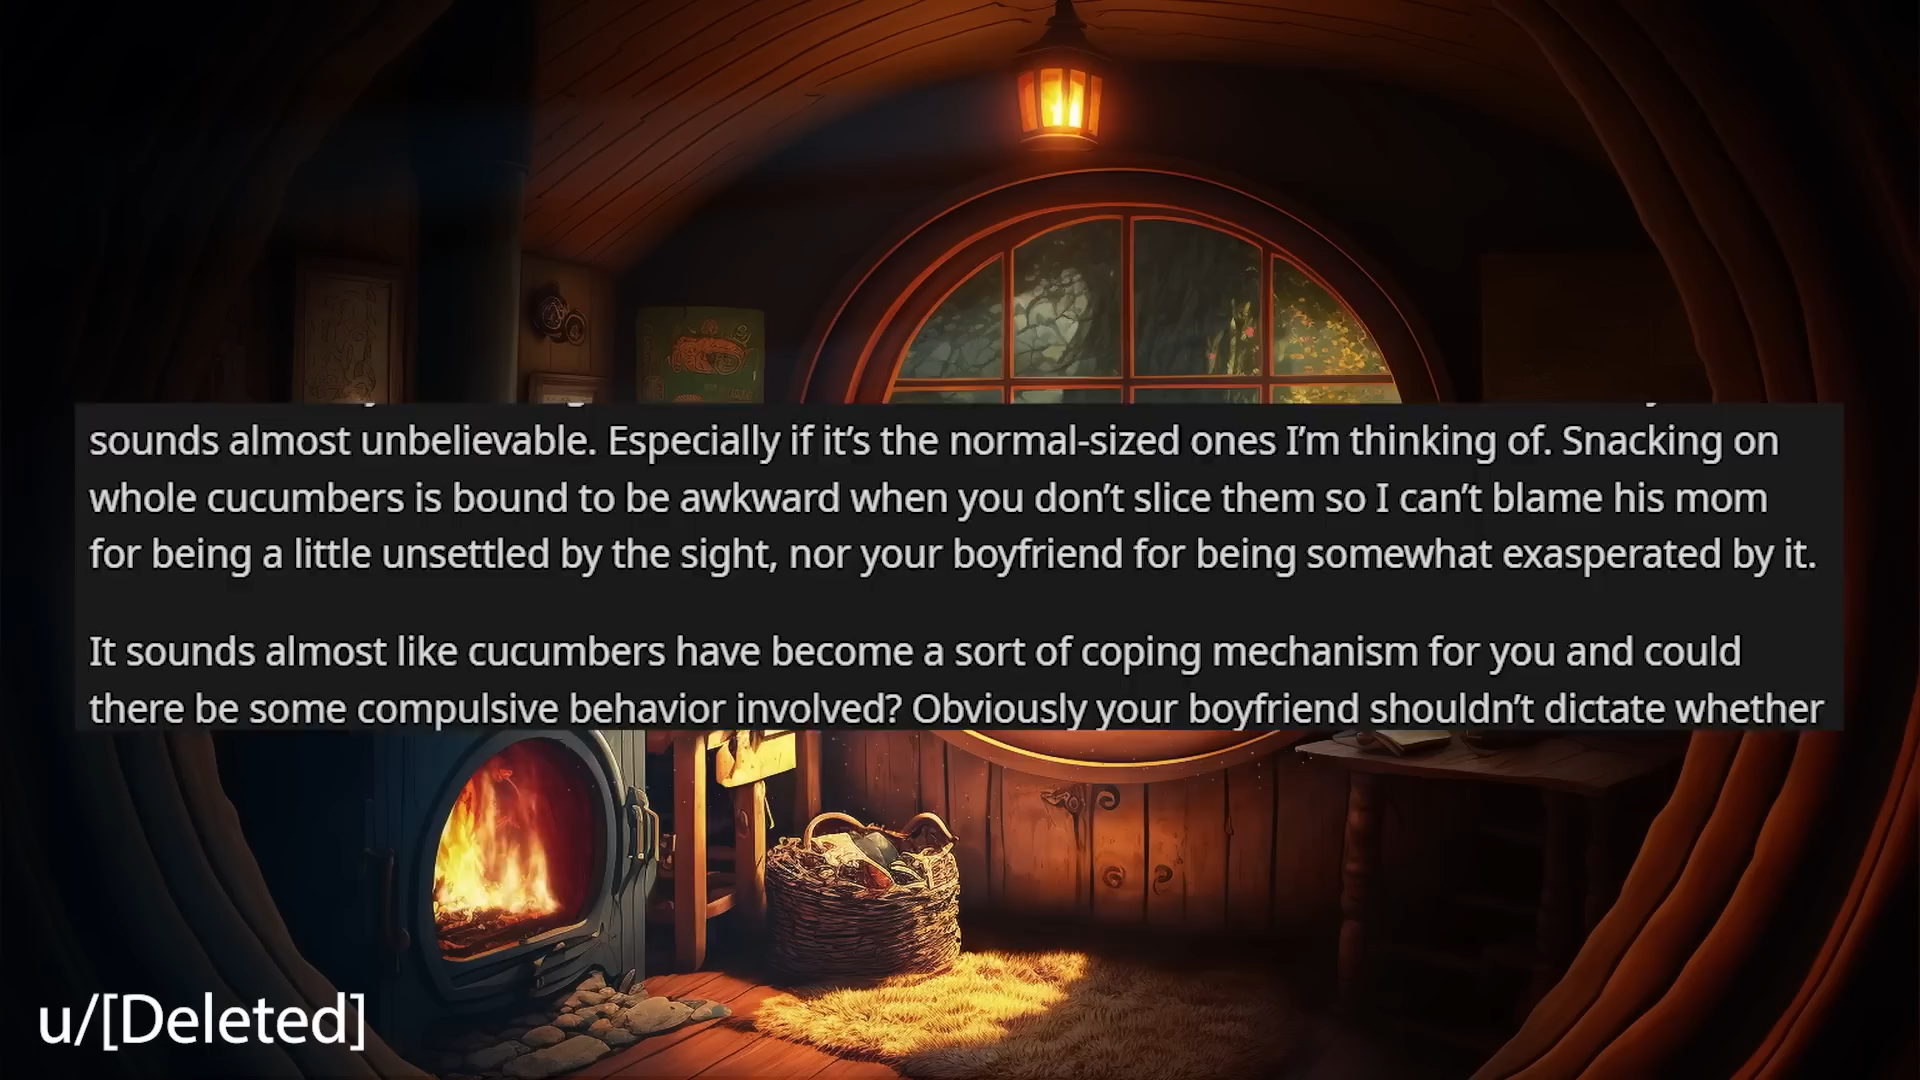 sounds almost unbelievable. Especially if it’s the normal-sized ones I’m thinking of. Snacking on
whole cucumbers is bound to be awkward when you don’t slice them so I can’t blame his mom
for being a little unsettled by the sight, nor your boyfriend for being somewhat exasperated by it.
It sounds almost like cucumbers have become a sort of coping mechanism for you and could
there be some compulsive behavior involved? Obviously your boyfriend shouldn’t dictate whether
u/[Deleted]